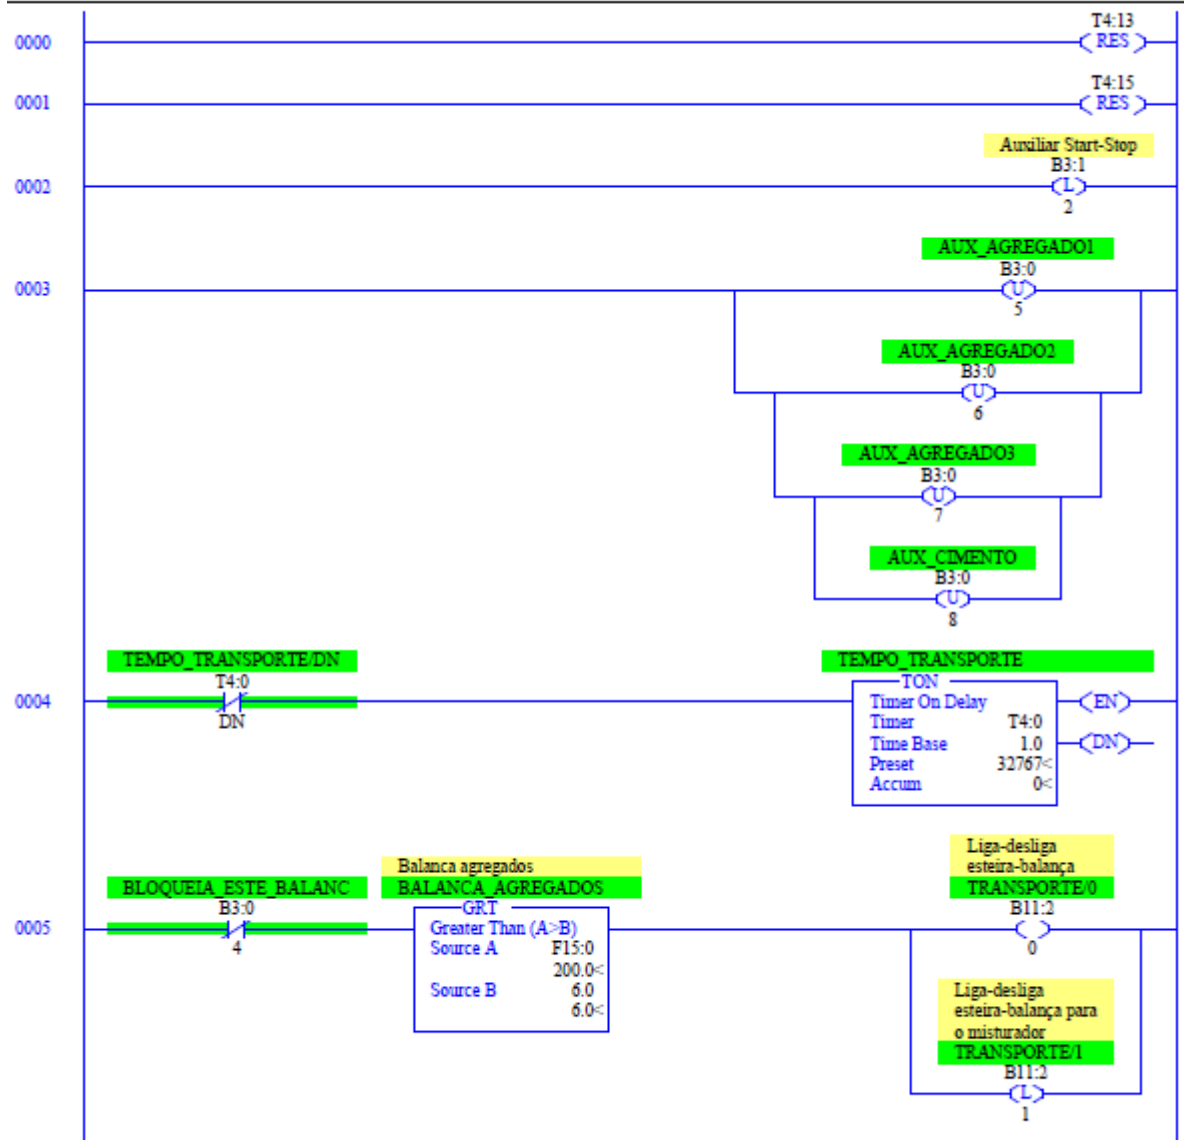 T4:13
0000
RES
T4:15
0001
RES
Auxiliar Start-Stop
B3:1
0002
L
2
AUX_AGREGADO1
B3:0
0003
U
5
AUX_AGREGADO2
B3:0
U
6
AUX_AGREGADO3
B3:0
U
7
AUX_CIMENTO
B3:0
U
8
TEMPO_TRANSPORTE/DN
T4:0
0004
DN
TEMPO_TRANSPORTE
TON
Timer On Delay
Timer T4:0
Time Base 1.0
Preset 32767<
Accum 0<
EN
DN
BLOQUEIA_ESTE_BALANC
B3:0
0005
4
Balanca agregados
BALANCA_AGREGADOS
GRT
Greater Than (A>B)
Source A F15:0
200.0<
Source B 6.0
6.0<
Liga-desliga
esteira-balança
TRANSPORTE/0
B11:2
0
Liga-desliga
esteira-balança para
o misturador
TRANSPORTE/1
B11:2
L
1